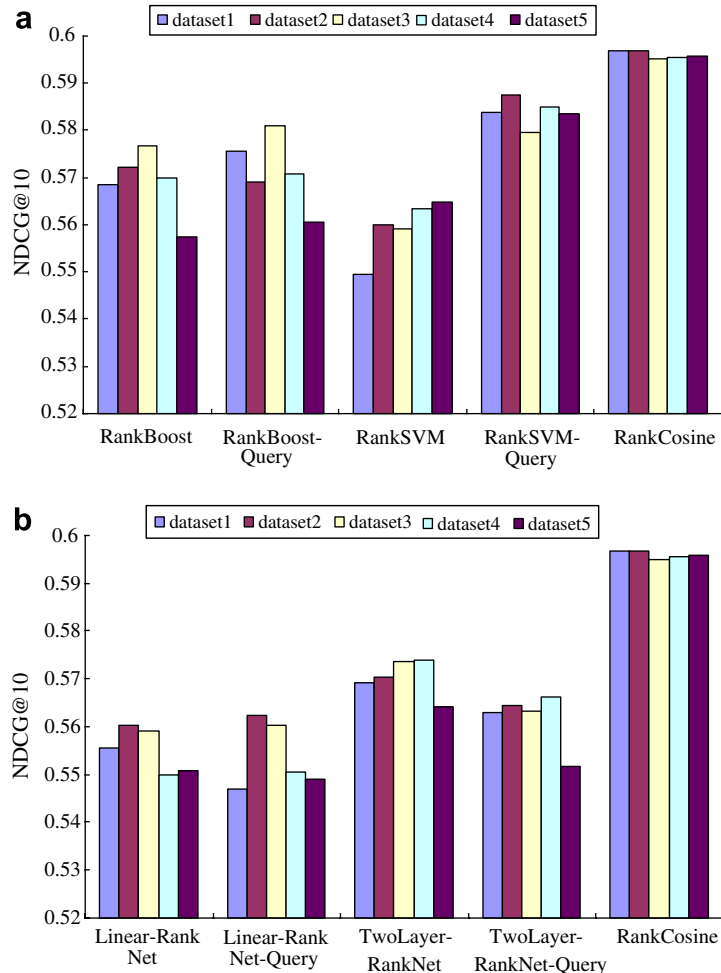 a
dataset1 dataset2 dataset3 dataset4 dataset5
NDCG@10
0.6
0.59
0.58
0.57
0.56
0.55
0.54
0.53
0.52
RankBoost
RankBoost-
Query
RankSVM
RankSVM-
Query
RankCosine
b
dataset1 dataset2 dataset3 dataset4 dataset5
NDCG@10
0.6
0.59
0.58
0.57
0.56
0.55
0.54
0.53
0.52
Linear-Rank
Net
Linear-Rank
Net-Query
TwoLayer-
RankNet
TwoLayer-
RankNet-Query
RankCosine